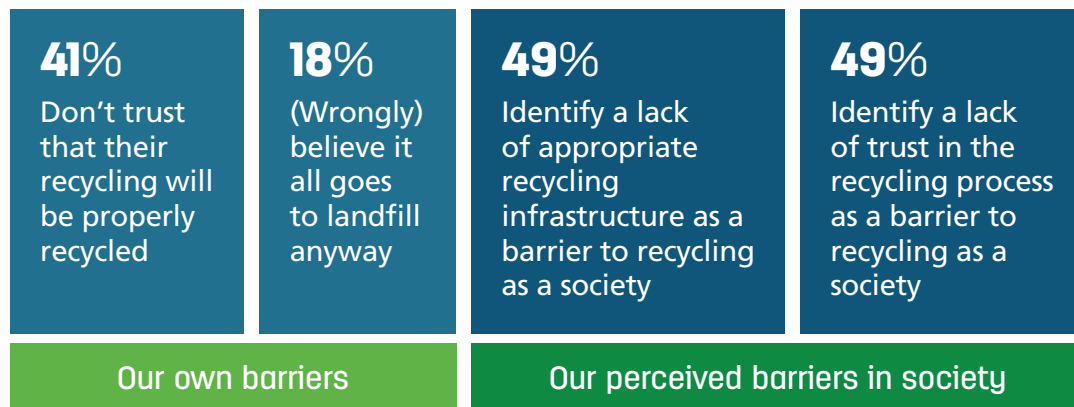 41%
Don't trust
that their
recycling will
be properly
recycled
18%
(Wrongly)
believe it
all goes
to landfill
anyway
49%
Identify a lack
of appropriate
recycling
infrastructure as a
barrier to recycling
as a society
49%
Identify a lack
of trust in the
recycling process
as a barrier to
recycling as a
society
Our own barriers
Our perceived barriers in society